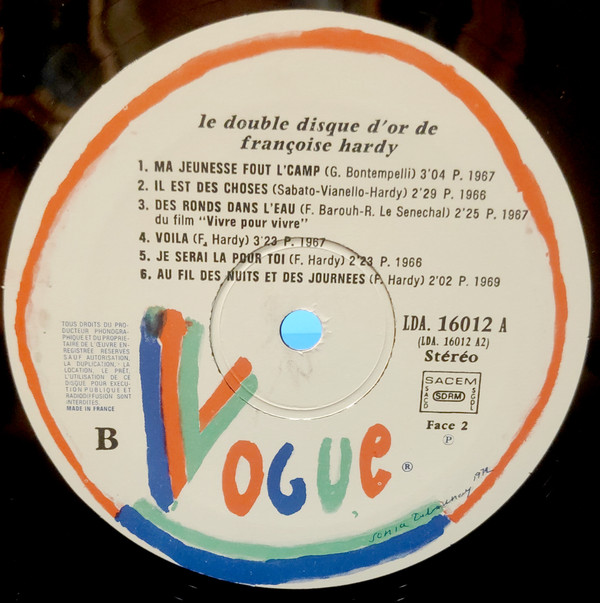 le double disque d'or de
françoise hardy
1. MA JEUNESSE FOUT L'CAMP (G. Bontempelli) 3'04 P. 1967
2. IL EST DES CHOSES (Sabato-Vianello-Hardy) 2'29 P. 1966
3. DES RONDS DANS L'EAU (F. Barouh-R. Le Senechal) 2'25 P. 1967
du film "Vivre pour vivre"
4. VOILA (F. Hardy) 3'23 P. 1967
5. JE SERAI LA POUR TOI (F. Hardy) 2'23 P. 1966
6. AU FIL DES NUITS ET DES JOURNEES (F. Hardy) 2'02 P. 1969
LDA. 16012 A
(LDA. 16012 A2)
Stéréo
SACEM
SACD SDRM SGDL
Face 2
℗
TOUS DROITS DU PRO-
DUCTEUR PHONOGRA-
PHIQUE ET DU PROPRIE-
TAIRE DE L'ŒUVRE EN-
REGISTREE RESERVES
SAUF AUTORISATION,
LA DUPLICATION, LA
LOCATION, LE PRÊT,
L'UTILISATION DE CE
DISQUE POUR EXECU-
TION PUBLIQUE ET
RADIODIFFUSION SONT
INTERDITES.
MADE IN FRANCE
B
VOGUE ®